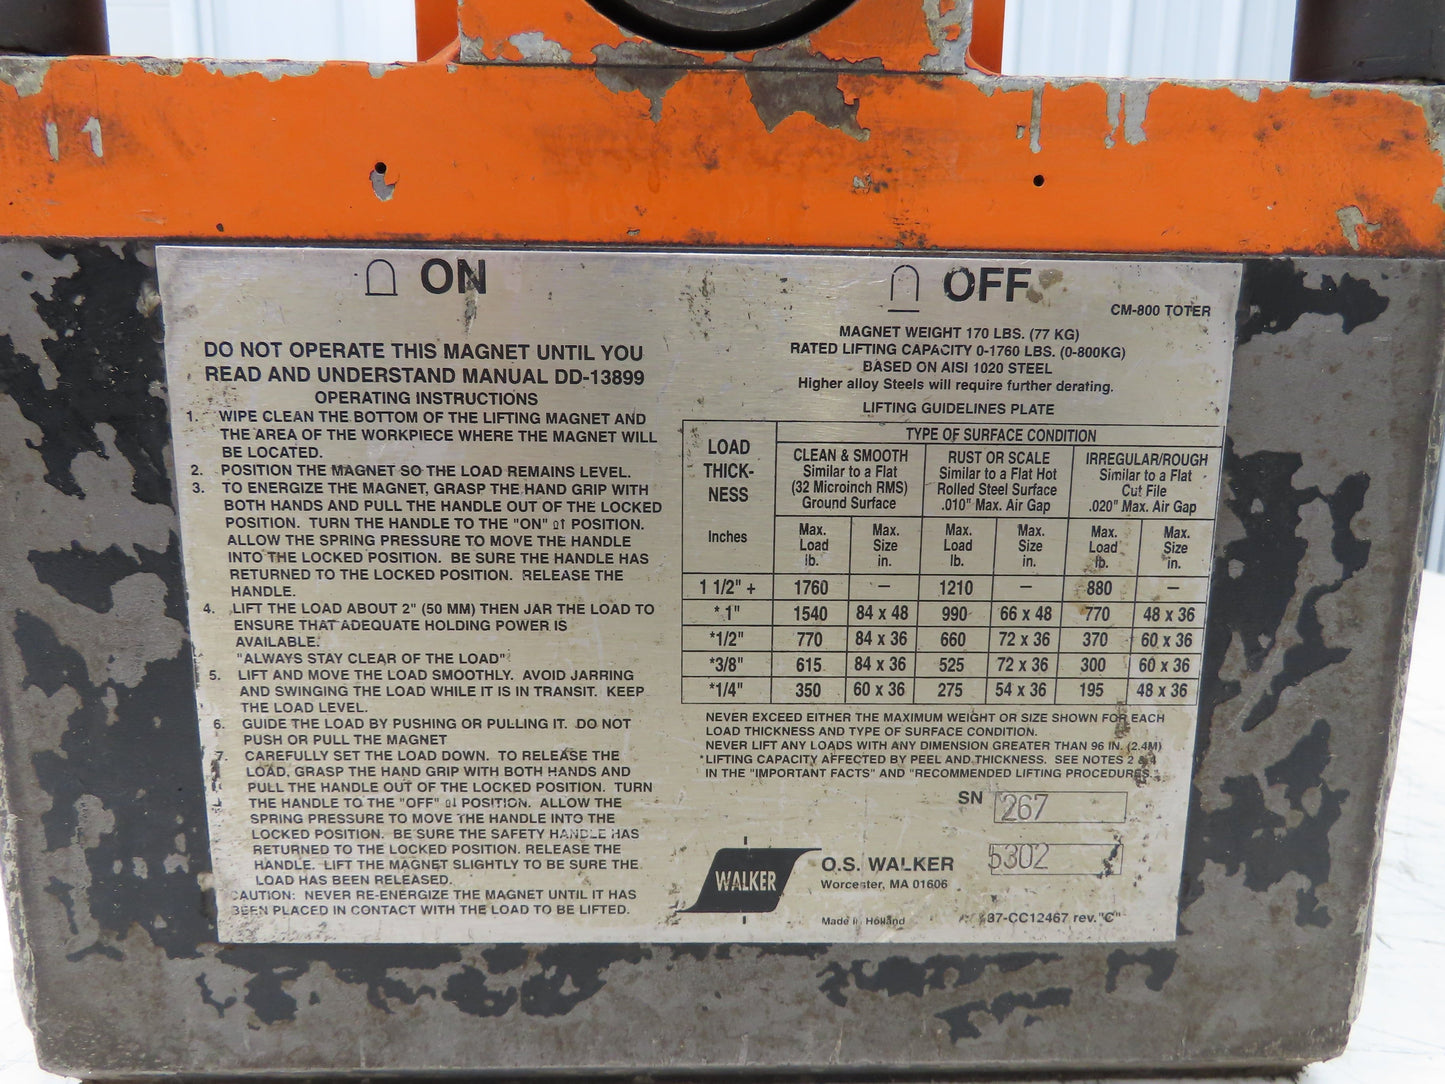 ON
DO NOT OPERATE THIS MAGNET UNTIL YOU
READ AND UNDERSTAND MANUAL DD-13899
OPERATING INSTRUCTIONS
1. WIPE CLEAN THE BOTTOM OF THE LIFTING MAGNET AND
THE AREA OF THE WORKPIECE WHERE THE MAGNET WILL
BE LOCATED.
2. POSITION THE MAGNET SO THE LOAD REMAINS LEVEL.
3. TO ENERGIZE THE MAGNET, GRASP THE HAND GRIP WITH
BOTH HANDS AND PULL THE HANDLE OUT OF THE LOCKED
POSITION. TURN THE HANDLE TO THE "ON" POSITION.
ALLOW THE SPRING PRESSURE TO MOVE THE HANDLE
INTO THE LOCKED POSITION. BE SURE THE HANDLE HAS
RETURNED TO THE LOCKED POSITION. RELEASE THE
HANDLE.
4. LIFT THE LOAD ABOUT 2" (50 MM) THEN JAR THE LOAD TO
ENSURE THAT ADEQUATE HOLDING POWER IS
AVAILABLE.
"ALWAYS STAY CLEAR OF THE LOAD"
5. LIFT AND MOVE THE LOAD SMOOTHLY. AVOID JARRING
AND SWINGING THE LOAD WHILE IT IS IN TRANSIT. KEEP
THE LOAD LEVEL.
6. GUIDE THE LOAD BY PUSHING OR PULLING IT. DO NOT
PUSH OR PULL THE MAGNET
7. CAREFULLY SET THE LOAD DOWN. TO RELEASE THE
LOAD, GRASP THE HAND GRIP WITH BOTH HANDS AND
PULL THE HANDLE OUT OF THE LOCKED POSITION. TURN
THE HANDLE TO THE "OFF" POSITION. ALLOW THE
SPRING PRESSURE TO MOVE THE HANDLE INTO THE
LOCKED POSITION. BE SURE THE SAFETY HANDLE HAS
RETURNED TO THE LOCKED POSITION. RELEASE THE
HANDLE. LIFT THE MAGNET SLIGHTLY TO BE SURE THE
LOAD HAS BEEN RELEASED.
CAUTION: NEVER RE-ENERGIZE THE MAGNET UNTIL IT HAS
BEEN PLACED IN CONTACT WITH THE LOAD TO BE LIFTED.
OFF
CM-800 TOTER
MAGNET WEIGHT 170 LBS. (77 KG)
RATED LIFTING CAPACITY 0-1760 LBS. (0-800KG)
BASED ON AISI 1020 STEEL
Higher alloy Steels will require further derating.
LIFTING GUIDELINES PLATE
LOAD THICK-NESS Inches
TYPE OF SURFACE CONDITION
CLEAN & SMOOTH
Similar to a Flat
(32 Microinch RMS)
Ground Surface
RUST OR SCALE
Similar to a Flat Hot
Rolled Steel Surface
.010" Max. Air Gap
IRREGULAR/ROUGH
Similar to a Flat
Cut File
.020" Max. Air Gap
Max. Load lb. Max. Size in. Max. Load lb. Max. Size in. Max. Load lb. Max. Size in.
1 1/2" + 1760 – 1210 – 880 –
* 1" 1540 84 x 48 990 66 x 48 770 48 x 36
*1/2" 770 84 x 36 660 72 x 36 370 60 x 36
*3/8" 615 84 x 36 525 72 x 36 300 60 x 36
*1/4" 350 60 x 36 275 54 x 36 195 48 x 36
NEVER EXCEED EITHER THE MAXIMUM WEIGHT OR SIZE SHOWN FOR EACH
LOAD THICKNESS AND TYPE OF SURFACE CONDITION.
NEVER LIFT ANY LOADS WITH ANY DIMENSION GREATER THAN 96 IN. (2.4M)
*LIFTING CAPACITY AFFECTED BY PEEL AND THICKNESS. SEE NOTES 2 & 4
IN THE "IMPORTANT FACTS" AND "RECOMMENDED LIFTING PROCEDURES."
SN 267
5302
WALKER
O.S. WALKER
Worcester, MA 01606
Made in Holland
37-CC12467 rev."C"